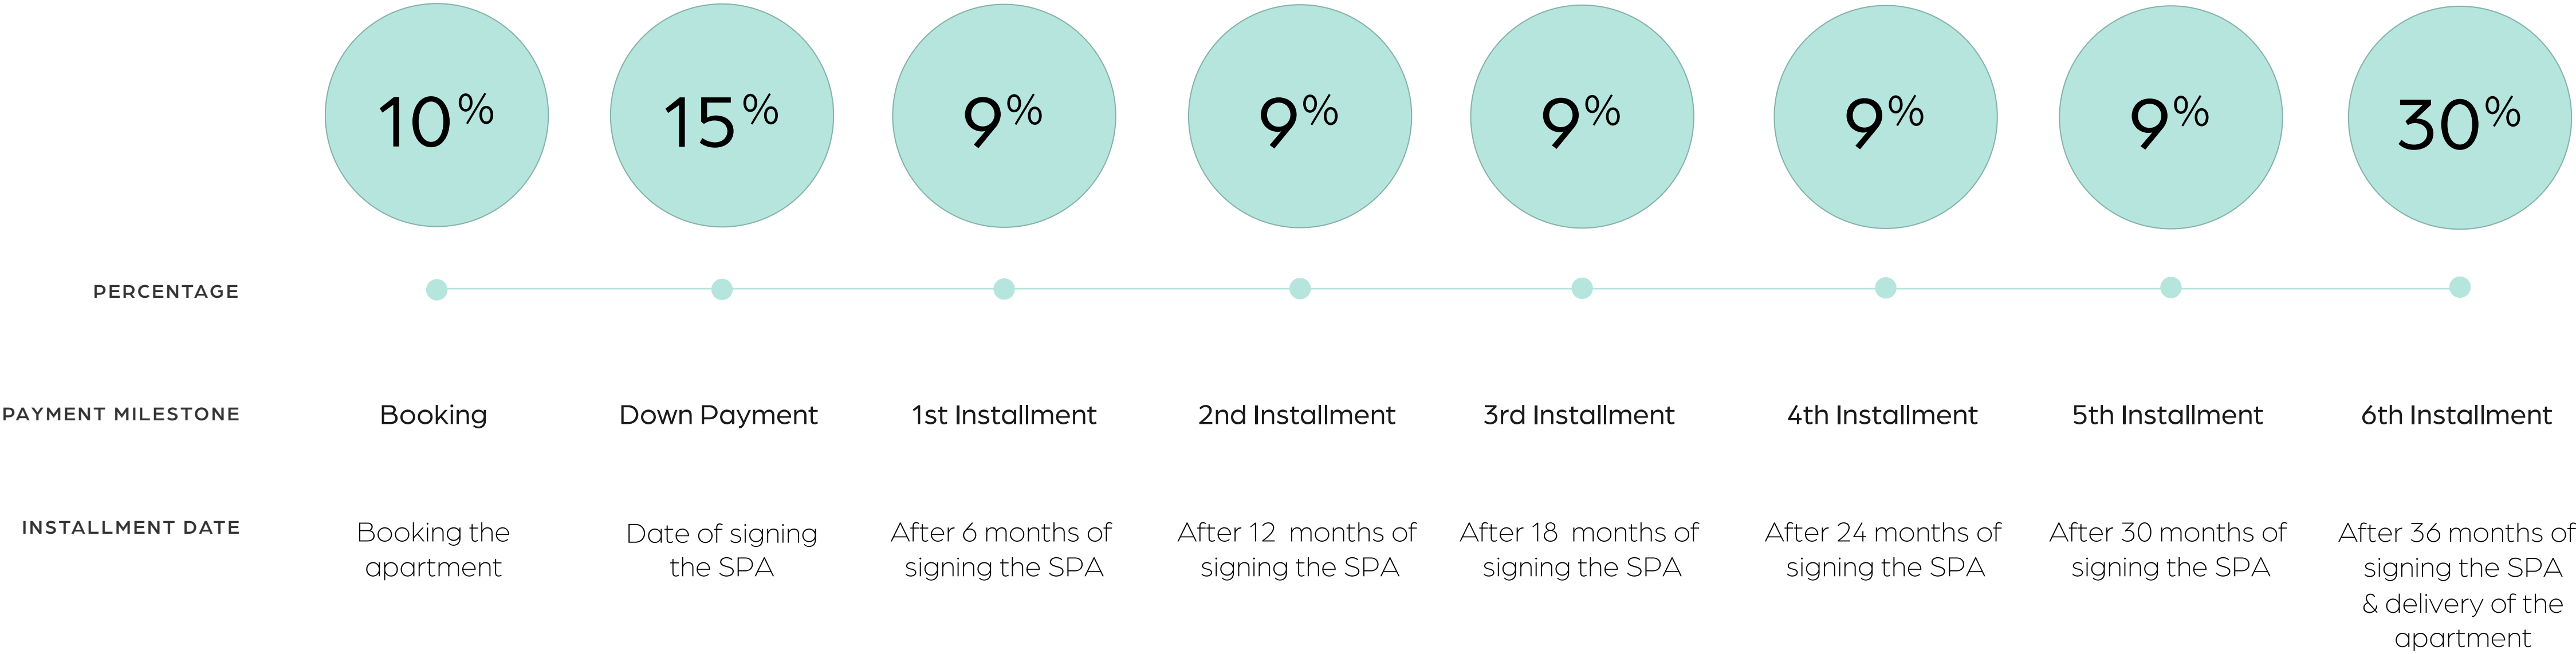 10% 15% 9% 9% 9% 9% 9% 30%
PERCENTAGE
PAYMENT MILESTONE Booking Down Payment 1st Installment 2nd Installment 3rd Installment 4th Installment 5th Installment 6th Installment
INSTALLMENT DATE
Booking the
apartment
Date of signing
the SPA
After 6 months of
signing the SPA
After 12 months of
signing the SPA
After 18 months of
signing the SPA
After 24 months of
signing the SPA
After 30 months of
signing the SPA
After 36 months of
signing the SPA
& delivery of the
apartment